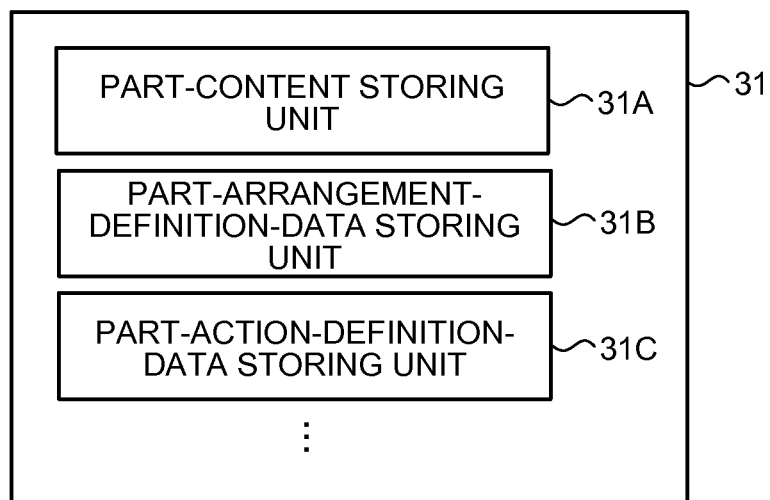 PART-CONTENT STORING
UNIT
31A
31
PART-ARRANGEMENT-
DEFINITION-DATA STORING
UNIT
31B
PART-ACTION-DEFINITION-
DATA STORING UNIT
31C
⋮